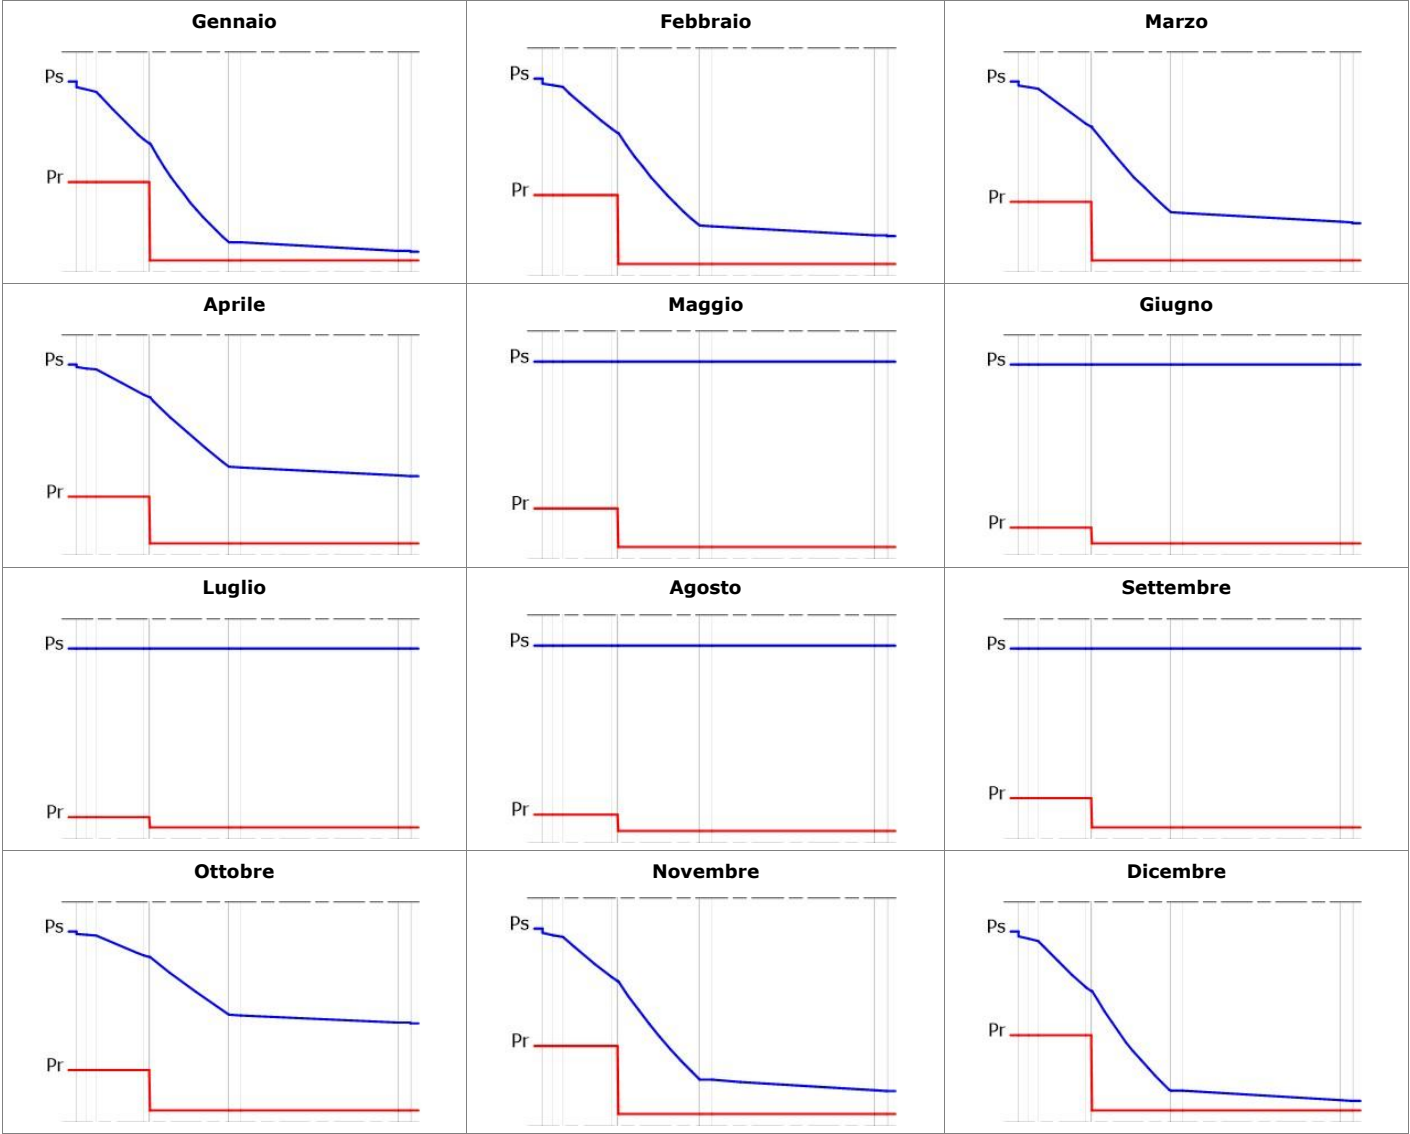 Gennaio
Febbraio
Marzo
Ps
Ps
Ps
Pr
Pr
Pr
Aprile
Maggio
Giugno
Ps
Ps
Ps
Pr
Pr
Pr
Luglio
Agosto
Settembre
Ps
Ps
Ps
Pr
Pr
Pr
Ottobre
Novembre
Dicembre
Ps
Ps
Ps
Pr
Pr
Pr